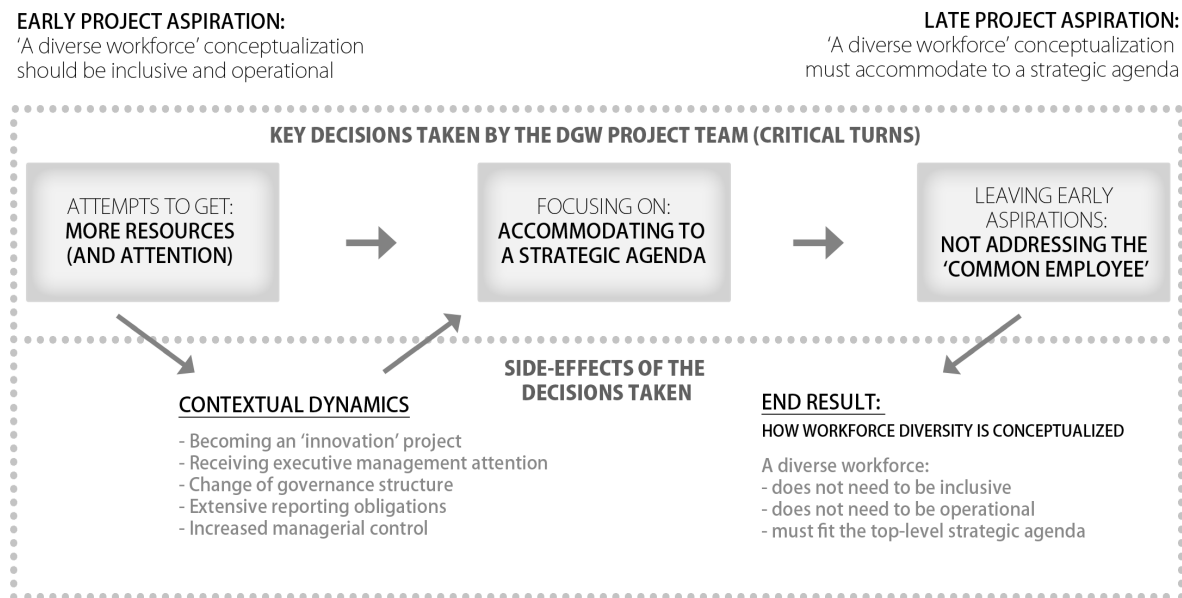 EARLY PROJECT ASPIRATION:
‘A diverse workforce’ conceptualization
should be inclusive and operational
LATE PROJECT ASPIRATION:
‘A diverse workforce’ conceptualization
must accommodate to a strategic agenda
KEY DECISIONS TAKEN BY THE DGW PROJECT TEAM (CRITICAL TURNS)
ATTEMPTS TO GET:
MORE RESOURCES
(AND ATTENTION)
FOCUSING ON:
ACCOMMODATING TO
A STRATEGIC AGENDA
LEAVING EARLY
ASPIRATIONS:
NOT ADDRESSING THE
‘COMMON EMPLOYEE’
SIDE-EFFECTS OF THE
DECISIONS TAKEN
CONTEXTUAL DYNAMICS
- Becoming an ‘innovation’ project
- Receiving executive management attention
- Change of governance structure
- Extensive reporting obligations
- Increased managerial control
END RESULT:
HOW WORKFORCE DIVERSITY IS CONCEPTUALIZED
A diverse workforce:
- does not need to be inclusive
- does not need to be operational
- must fit the top-level strategic agenda